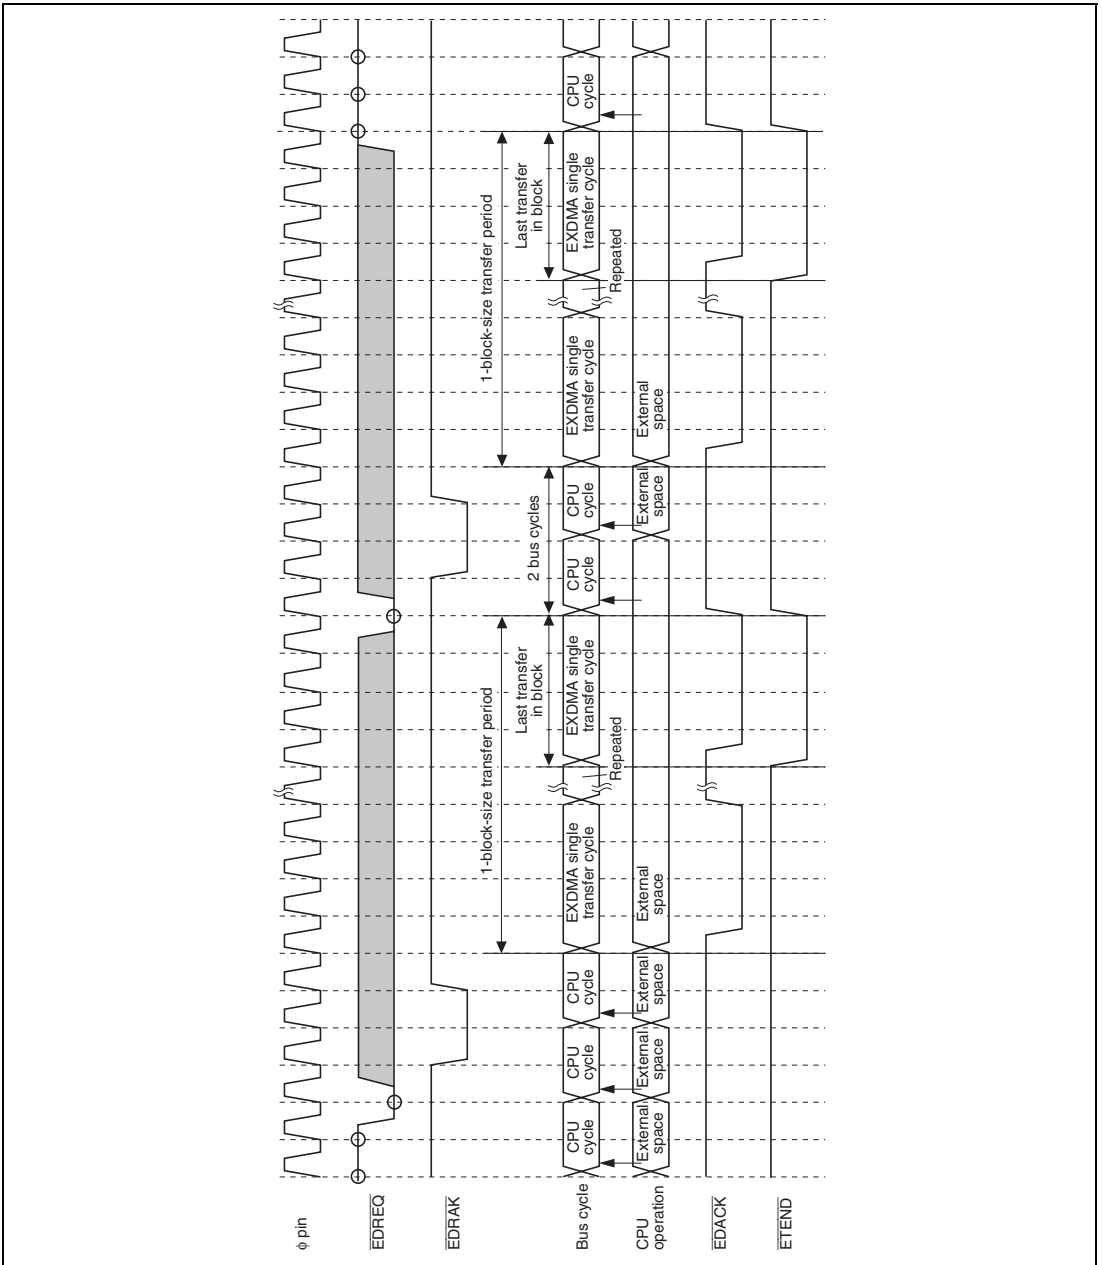 φ pin
EDREQ
EDRAK
1-block-size transfer period
2 bus cycles
1-block-size transfer period
Last transfer
in block
Last transfer
in block
Bus cycle
CPU
cycle
CPU
cycle
CPU
cycle
EXDMA single
transfer cycle
Repeated
EXDMA single
transfer cycle
CPU
cycle
CPU
cycle
EXDMA single
transfer cycle
Repeated
EXDMA single
transfer cycle
CPU
cycle
CPU
operation
External
space
External
space
External
space
External
space
External
space
External
space
EDACK
ETEND